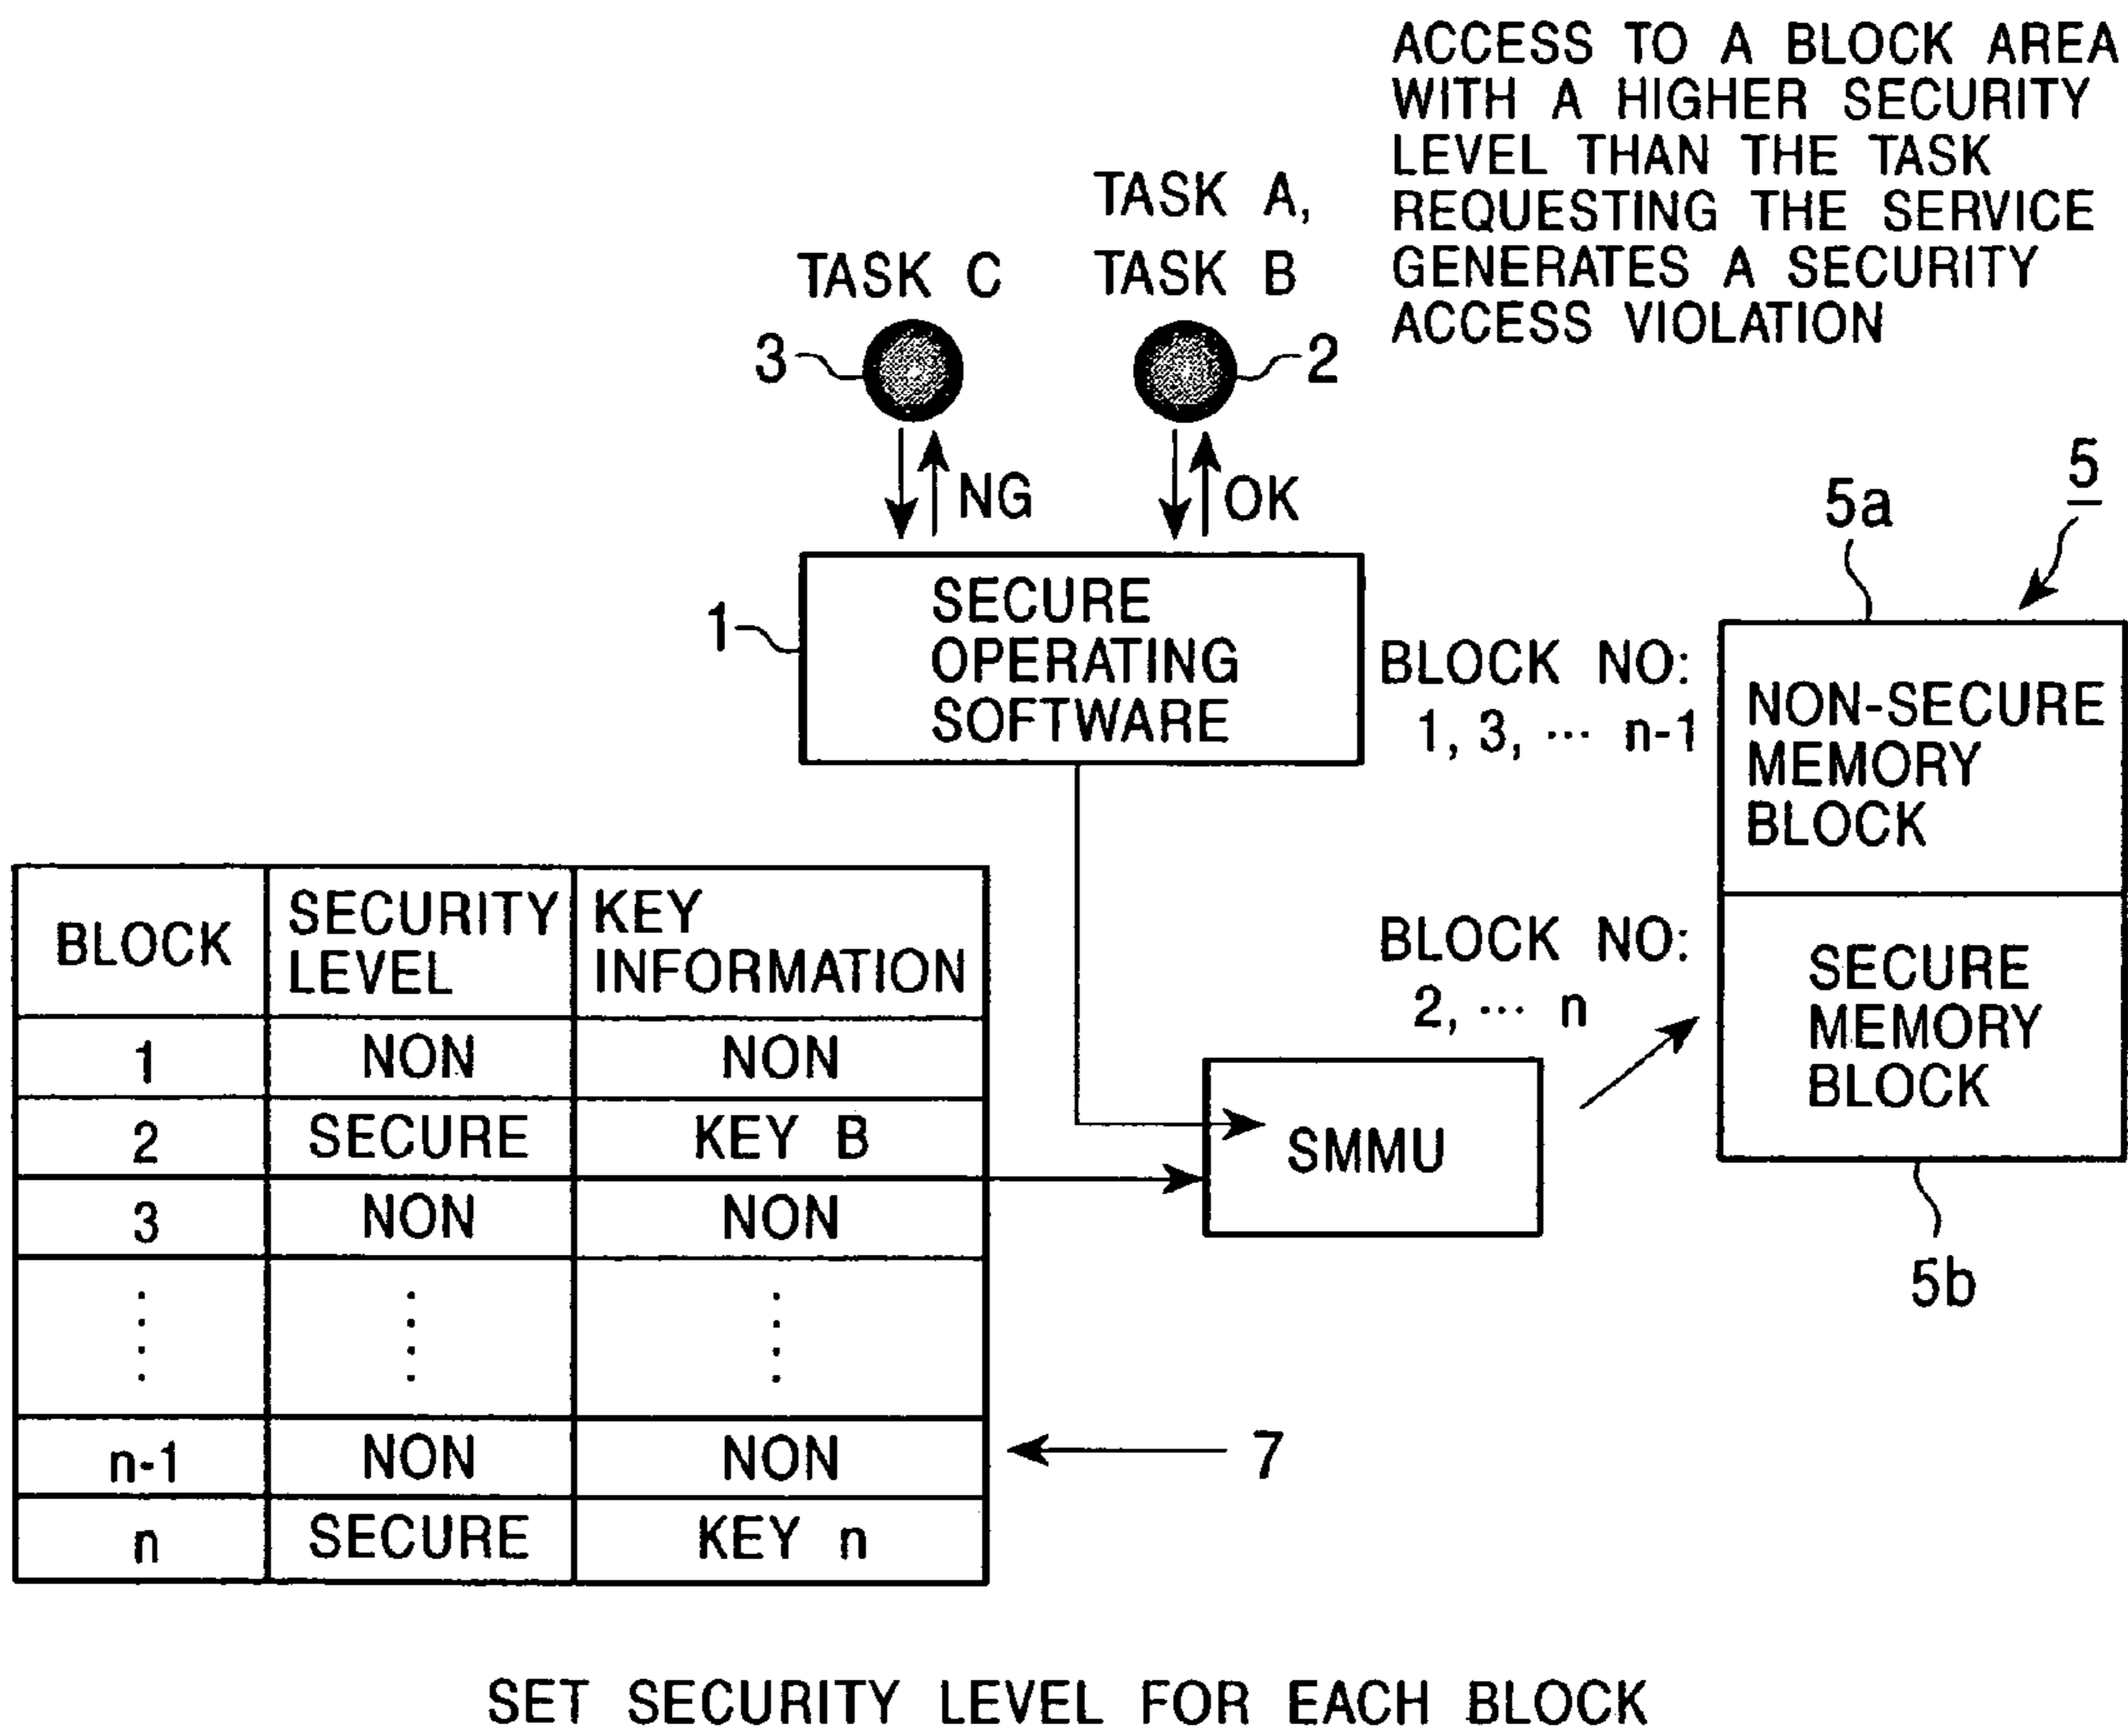 ACCESS TO A BLOCK AREA
WITH A HIGHER SECURITY
LEVEL THAN THE TASK
REQUESTING THE SERVICE
GENERATES A SECURITY
ACCESS VIOLATION
TASK A,
TASK B
TASK C
3
2
NG
OK
5
5a
1
SECURE
OPERATING
SOFTWARE
BLOCK NO:
1, 3, ··· n-1
NON-SECURE
MEMORY
BLOCK
BLOCK NO:
2, ··· n
SECURE
MEMORY
BLOCK
5b
SMMU
BLOCK
SECURITY
LEVEL
KEY
INFORMATION
1 NON NON
2 SECURE KEY B
3 NON NON
⋮ ⋮ ⋮
n-1 NON NON
n SECURE KEY n
7
SET SECURITY LEVEL FOR EACH BLOCK